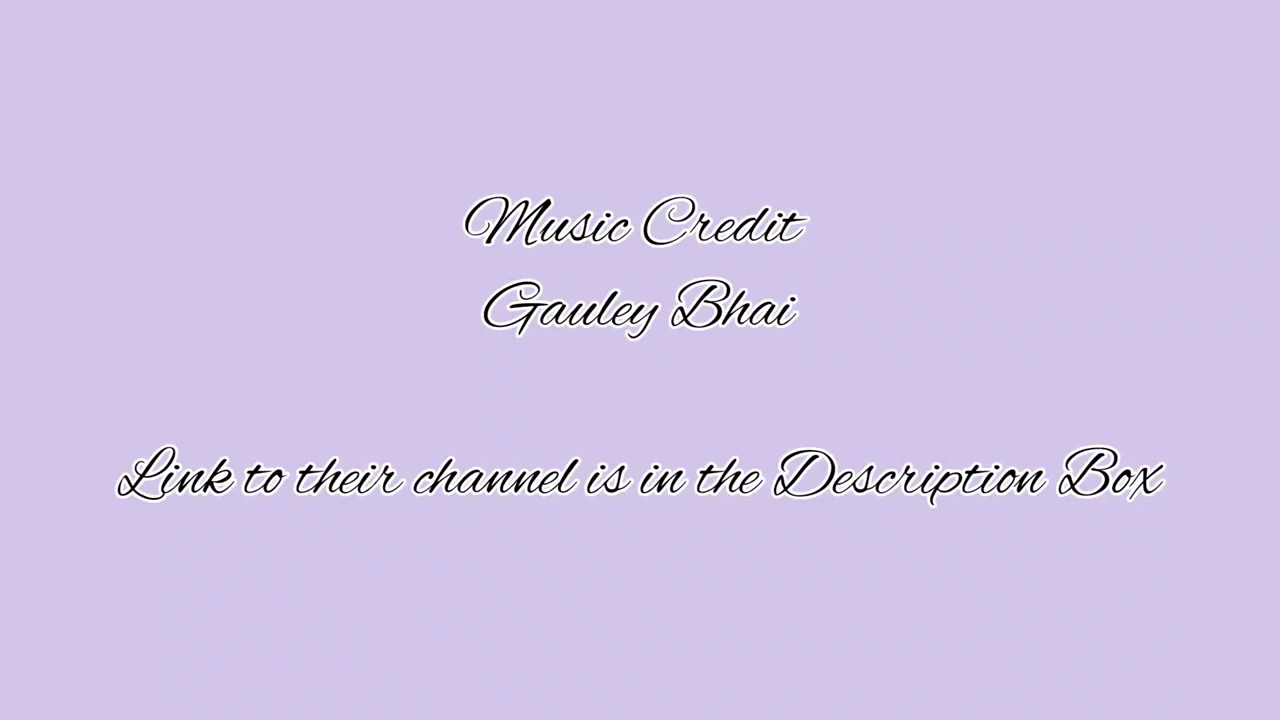 Music Credit
Gauley Bhai
Link to their channel is in the Description Box